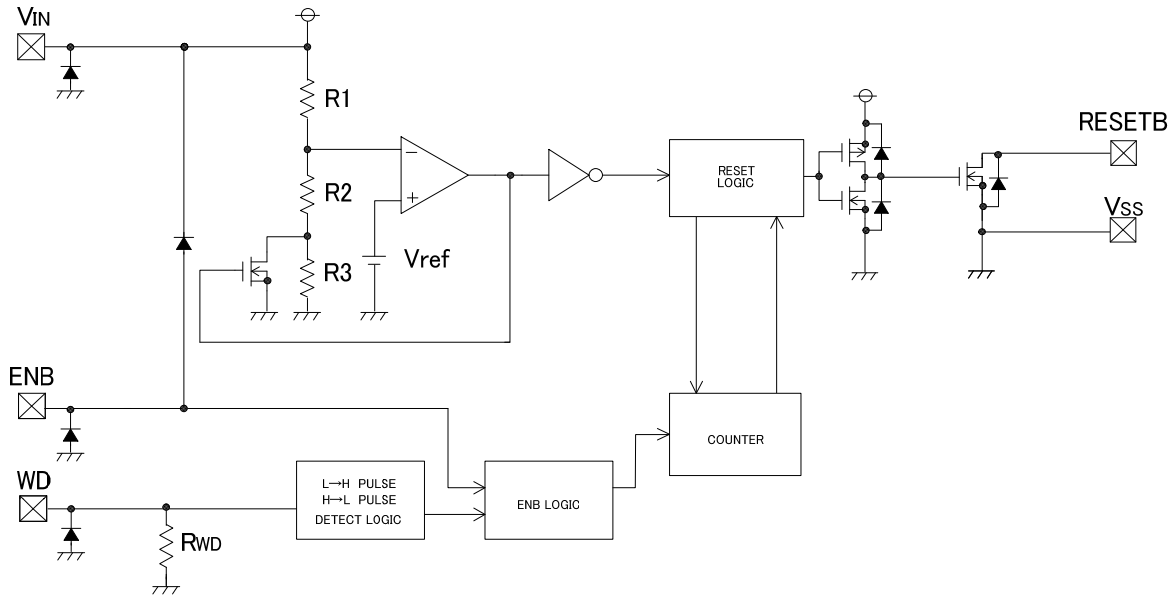 VIN
R1
RESETB
RESET
LOGIC
R2
−
+
VSS
Vref
R3
ENB
COUNTER
WD
L→H PULSE
H→L PULSE
DETECT LOGIC
ENB LOGIC
RWD